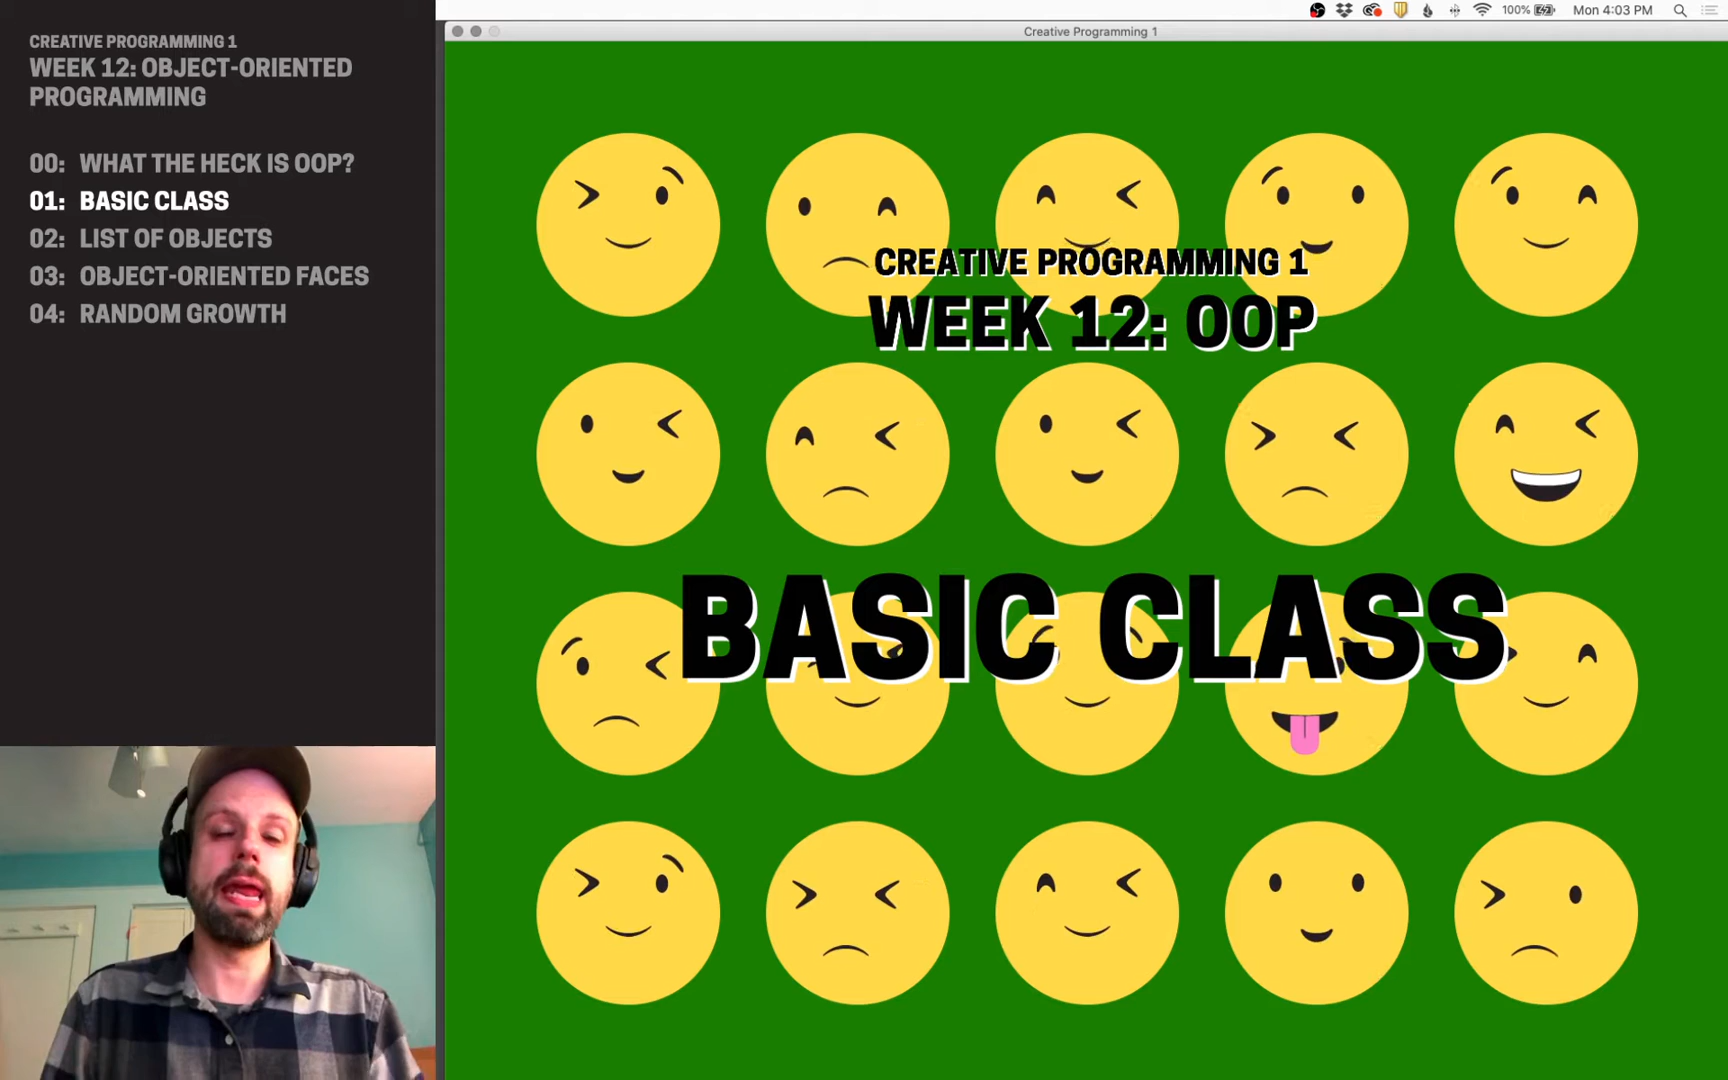 CREATIVE PROGRAMMING 1
WEEK 12: OBJECT-ORIENTED
PROGRAMMING
00: WHAT THE HECK IS OOP?
01: BASIC CLASS
02: LIST OF OBJECTS
03: OBJECT-ORIENTED FACES
04: RANDOM GROWTH
100%
Mon 4:03 PM
Creative Programming 1
CREATIVE PROGRAMMING 1
WEEK 12: OOP
BASIC CLASS